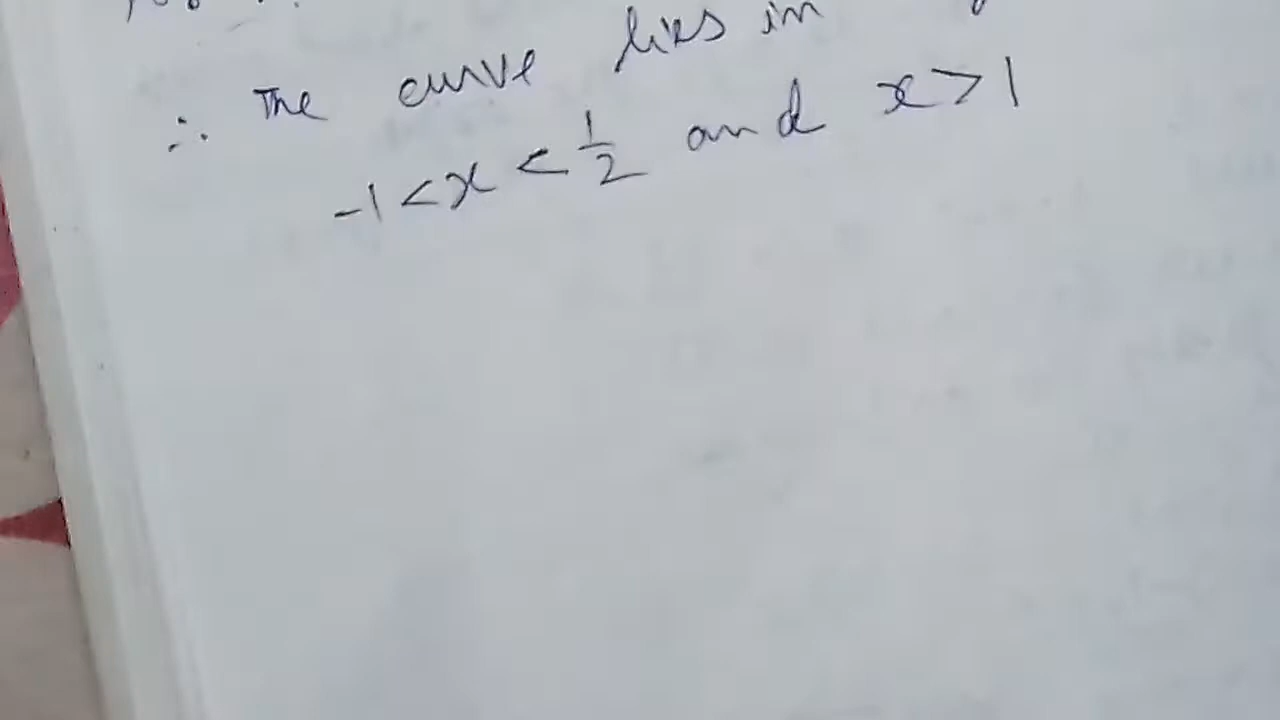 ∴ The curve lies in
-1 < x < 1/2 and x > 1